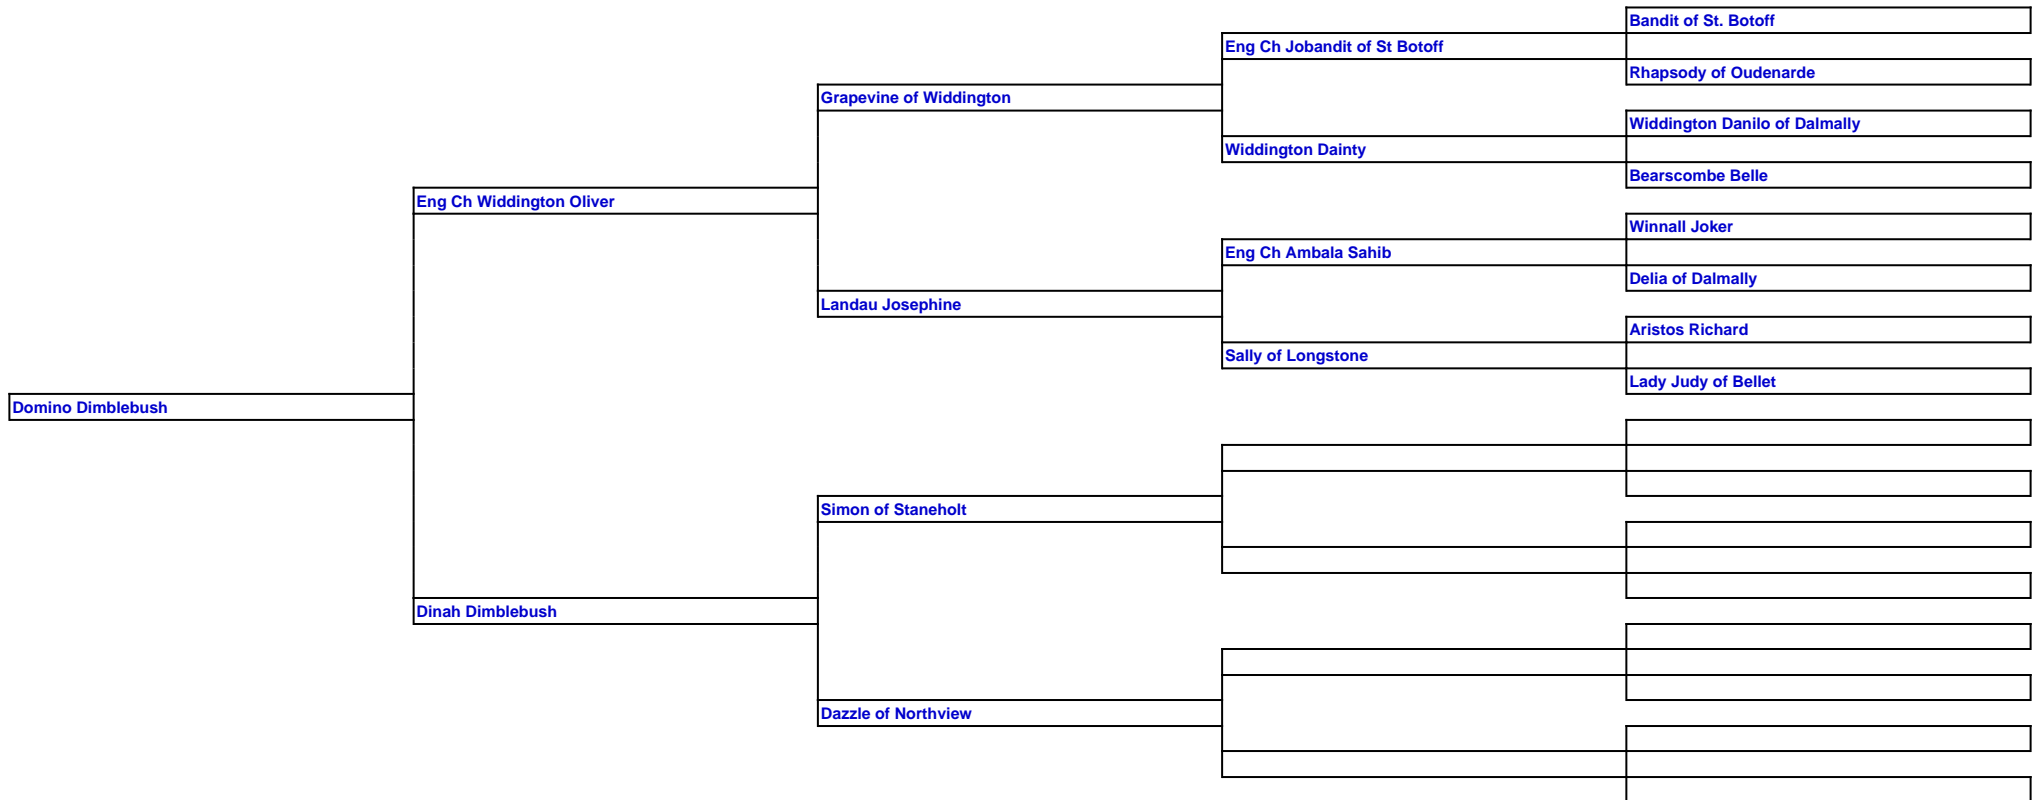 Bandit of St. Botoff
Eng Ch Jobandit of St Botoff
Rhapsody of Oudenarde
Grapevine of Widdington
Widdington Danilo of Dalmally
Widdington Dainty
Bearscombe Belle
Eng Ch Widdington Oliver
Winnall Joker
Eng Ch Ambala Sahib
Delia of Dalmally
Landau Josephine
Aristos Richard
Sally of Longstone
Lady Judy of Bellet
Domino Dimblebush
Simon of Staneholt
Dinah Dimblebush
Dazzle of Northview